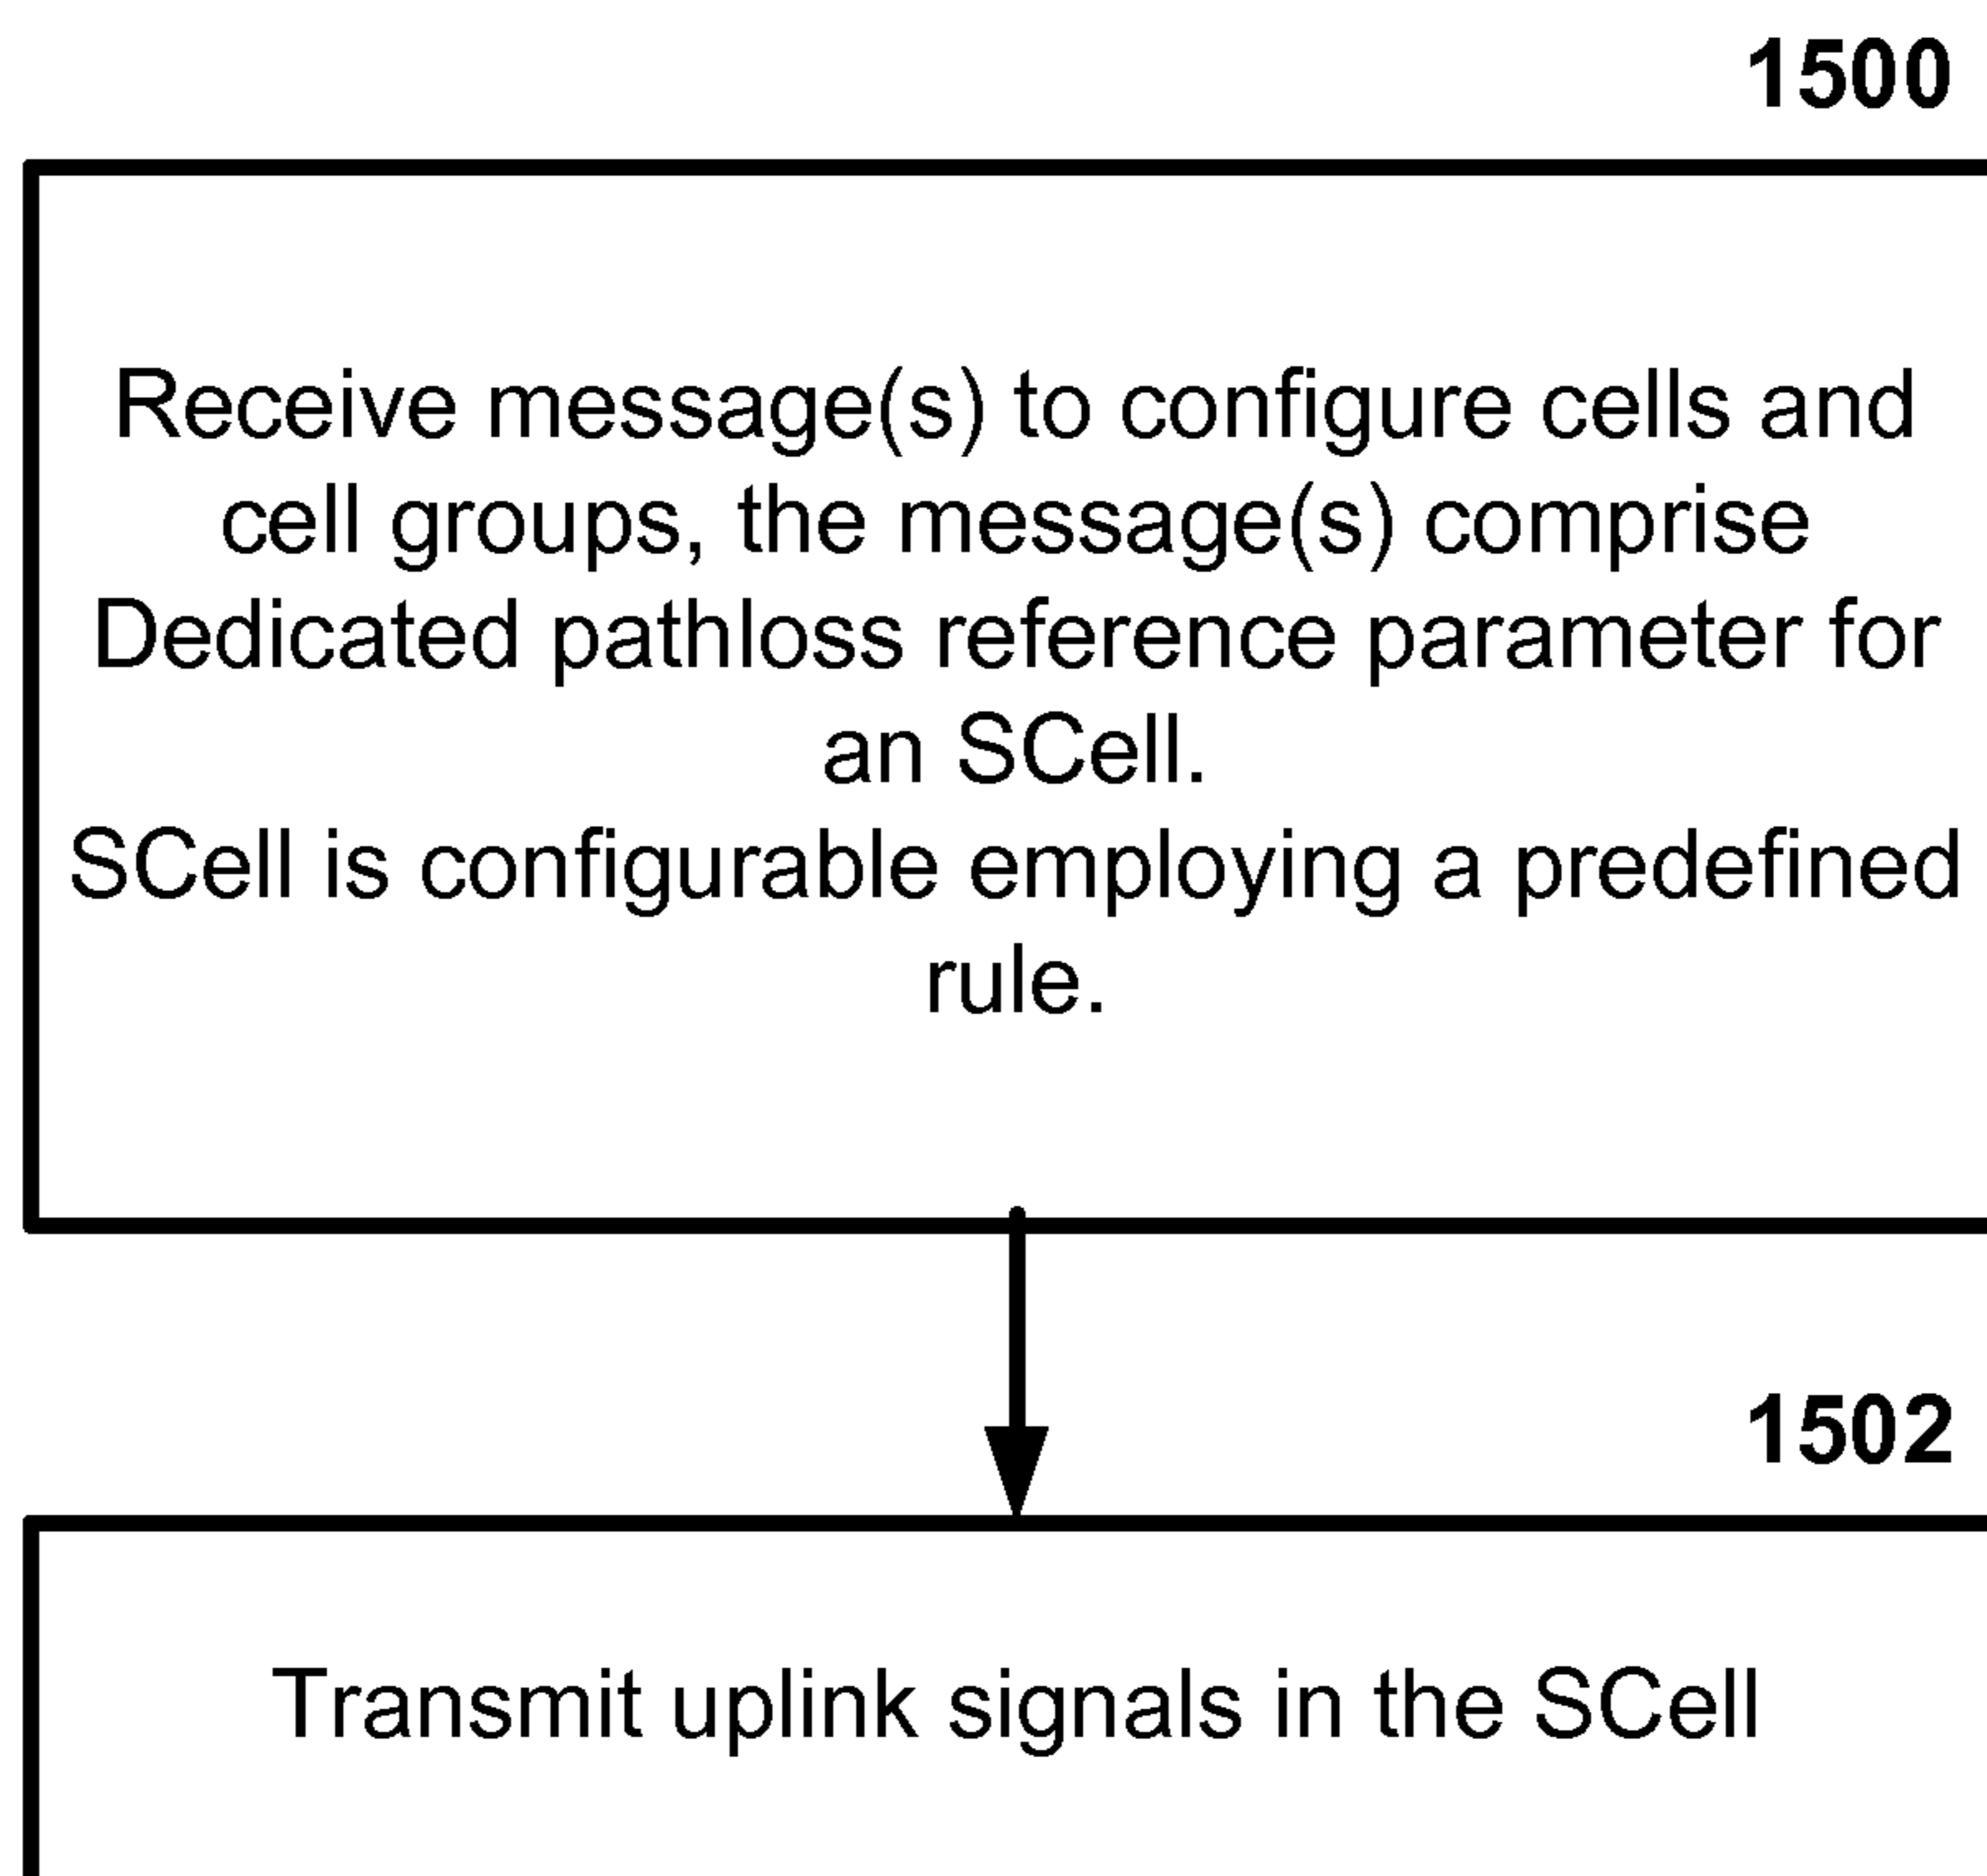 1500
Receive message(s) to configure cells and
cell groups, the message(s) comprise
Dedicated pathloss reference parameter for
an SCell.
SCell is configurable employing a predefined
rule.
1502
Transmit uplink signals in the SCell